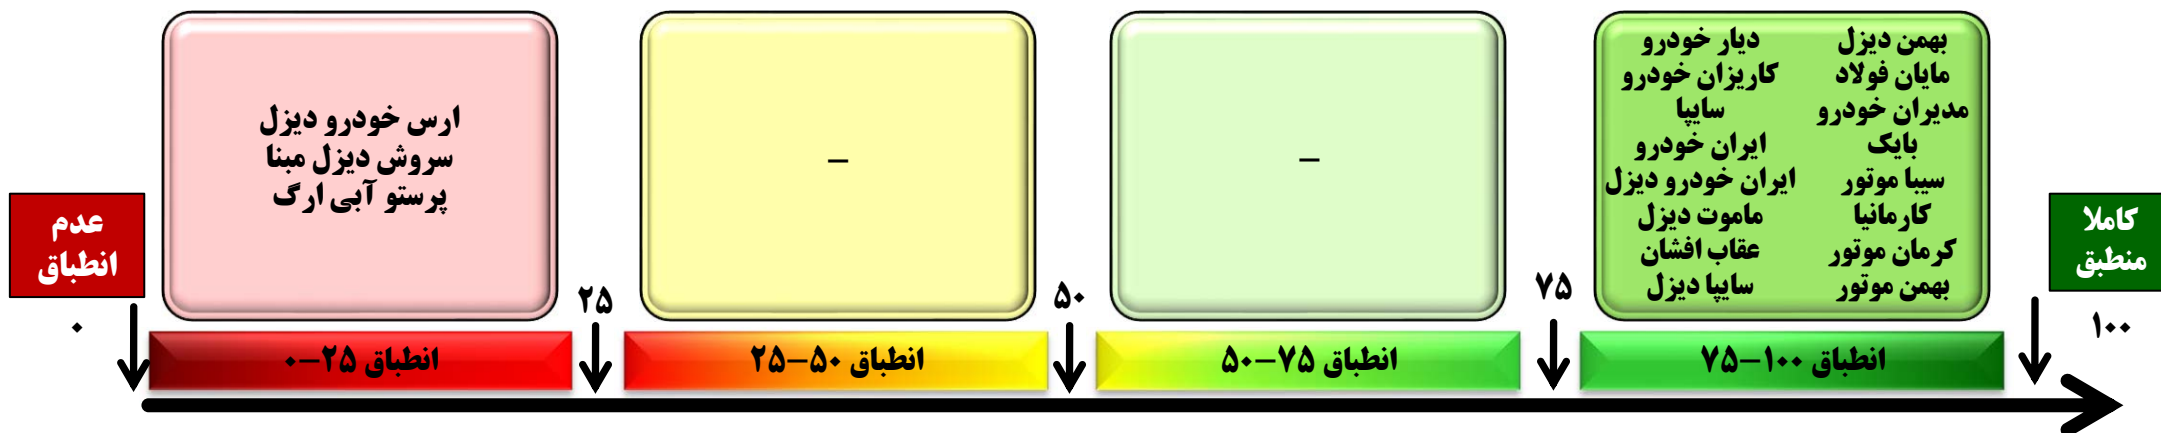 بهمن دیزل
مایان فولاد
مدیران خودرو
بایک
سیبا موتور
کارمانیا
کرمان موتور
بهمن موتور
دیار خودرو
کاریزان خودرو
سایپا
ایران خودرو
ایران خودرو دیزل
ماموت دیزل
عقاب افشان
سایپا دیزل
–
–
ارس خودرو دیزل
سروش دیزل مبنا
پرستو آبی ارگ
کاملا
منطبق
۱۰۰
۷۵
۵۰
۲۵
عدم
انطباق
۰
انطباق ۱۰۰–۷۵
انطباق ۷۵–۵۰
انطباق ۵۰–۲۵
انطباق ۲۵–۰